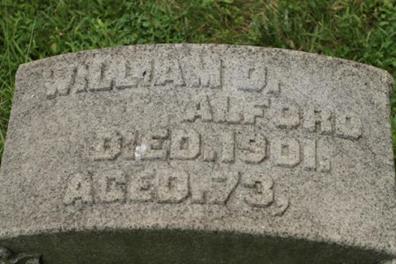 WILLIAM D.
ALFORD
DIED.1901.
AGED.73,